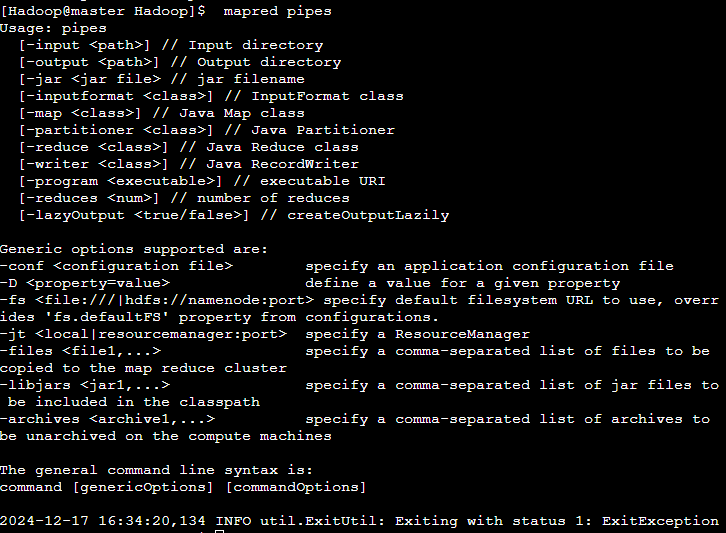 [Hadoop@master Hadoop]$  mapred pipes
Usage: pipes
  [-input <path>] // Input directory
  [-output <path>] // Output directory
  [-jar <jar file> // jar filename
  [-inputformat <class>] // InputFormat class
  [-map <class>] // Java Map class
  [-partitioner <class>] // Java Partitioner
  [-reduce <class>] // Java Reduce class
  [-writer <class>] // Java RecordWriter
  [-program <executable>] // executable URI
  [-reduces <num>] // number of reduces
  [-lazyOutput <true/false>] // createOutputLazily

Generic options supported are:
-conf <configuration file>        specify an application configuration file
-D <property=value>               define a value for a given property
-fs <file:///|hdfs://namenode:port> specify default filesystem URL to use, overr
ides 'fs.defaultFS' property from configurations.
-jt <local|resourcemanager:port>  specify a ResourceManager
-files <file1,...>                specify a comma-separated list of files to be
copied to the map reduce cluster
-libjars <jar1,...>               specify a comma-separated list of jar files to
 be included in the classpath
-archives <archive1,...>          specify a comma-separated list of archives to
be unarchived on the compute machines

The general command line syntax is:
command [genericOptions] [commandOptions]

2024-12-17 16:34:20,134 INFO util.ExitUtil: Exiting with status 1: ExitException